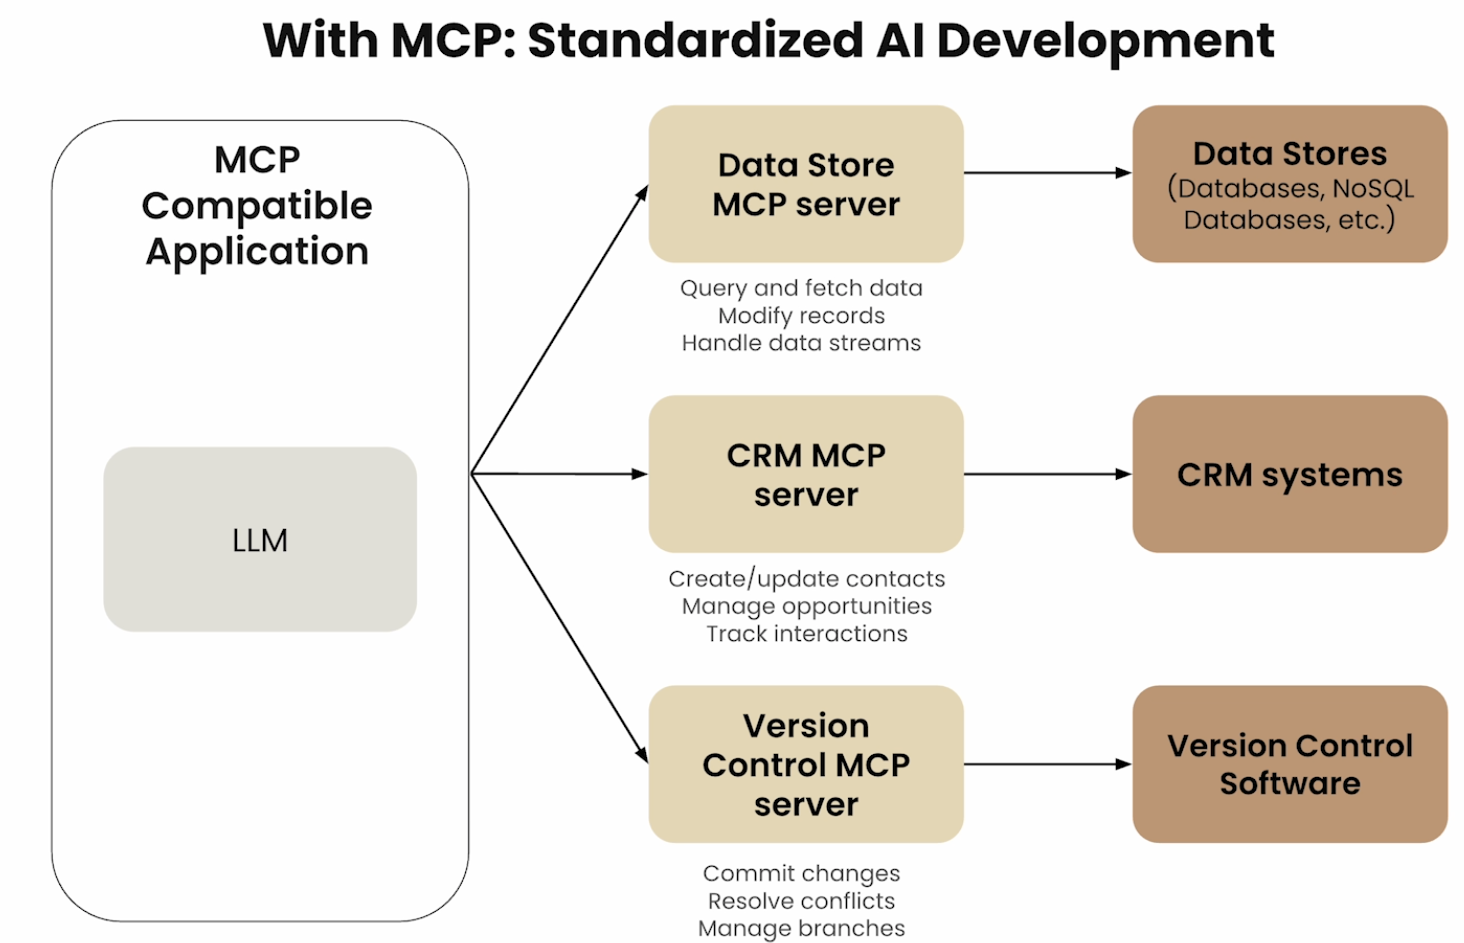 With MCP: Standardized AI Development
MCP
Compatible
Application
LLM
Data Store
MCP server
Query and fetch data
Modify records
Handle data streams
Data Stores
(Databases, NoSQL
Databases, etc.)
CRM MCP
server
Create/update contacts
Manage opportunities
Track interactions
CRM systems
Version
Control MCP
server
Commit changes
Resolve conflicts
Manage branches
Version Control
Software